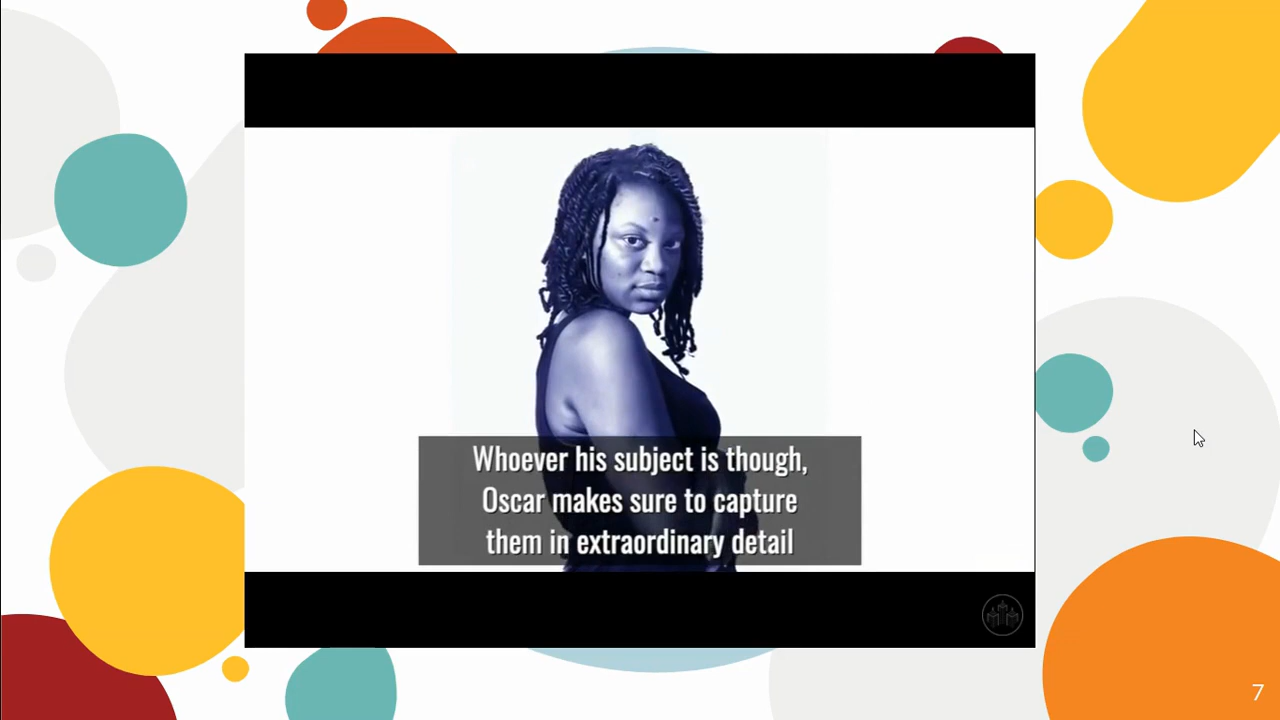 Whoever his subject is though,
Oscar makes sure to capture
them in extraordinary detail
7